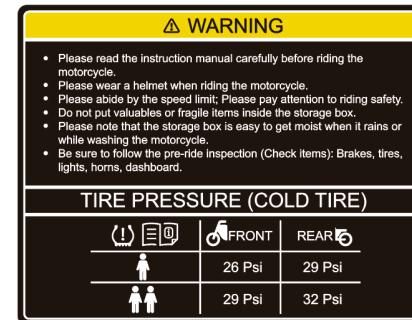 ⚠ WARNING
• Please read the instruction manual carefully before riding the
motorcycle.
• Please wear a helmet when riding the motorcycle.
• Please abide by the speed limit; Please pay attention to riding safety.
• Do not put valuables or fragile items inside the storage box.
• Please note that the storage box is easy to get moist when it rains or
while washing the motorcycle.
• Be sure to follow the pre-ride inspection (Check items): Brakes, tires,
lights, horns, dashboard.
TIRE PRESSURE (COLD TIRE)
FRONT REAR
26 Psi 29 Psi
29 Psi 32 Psi